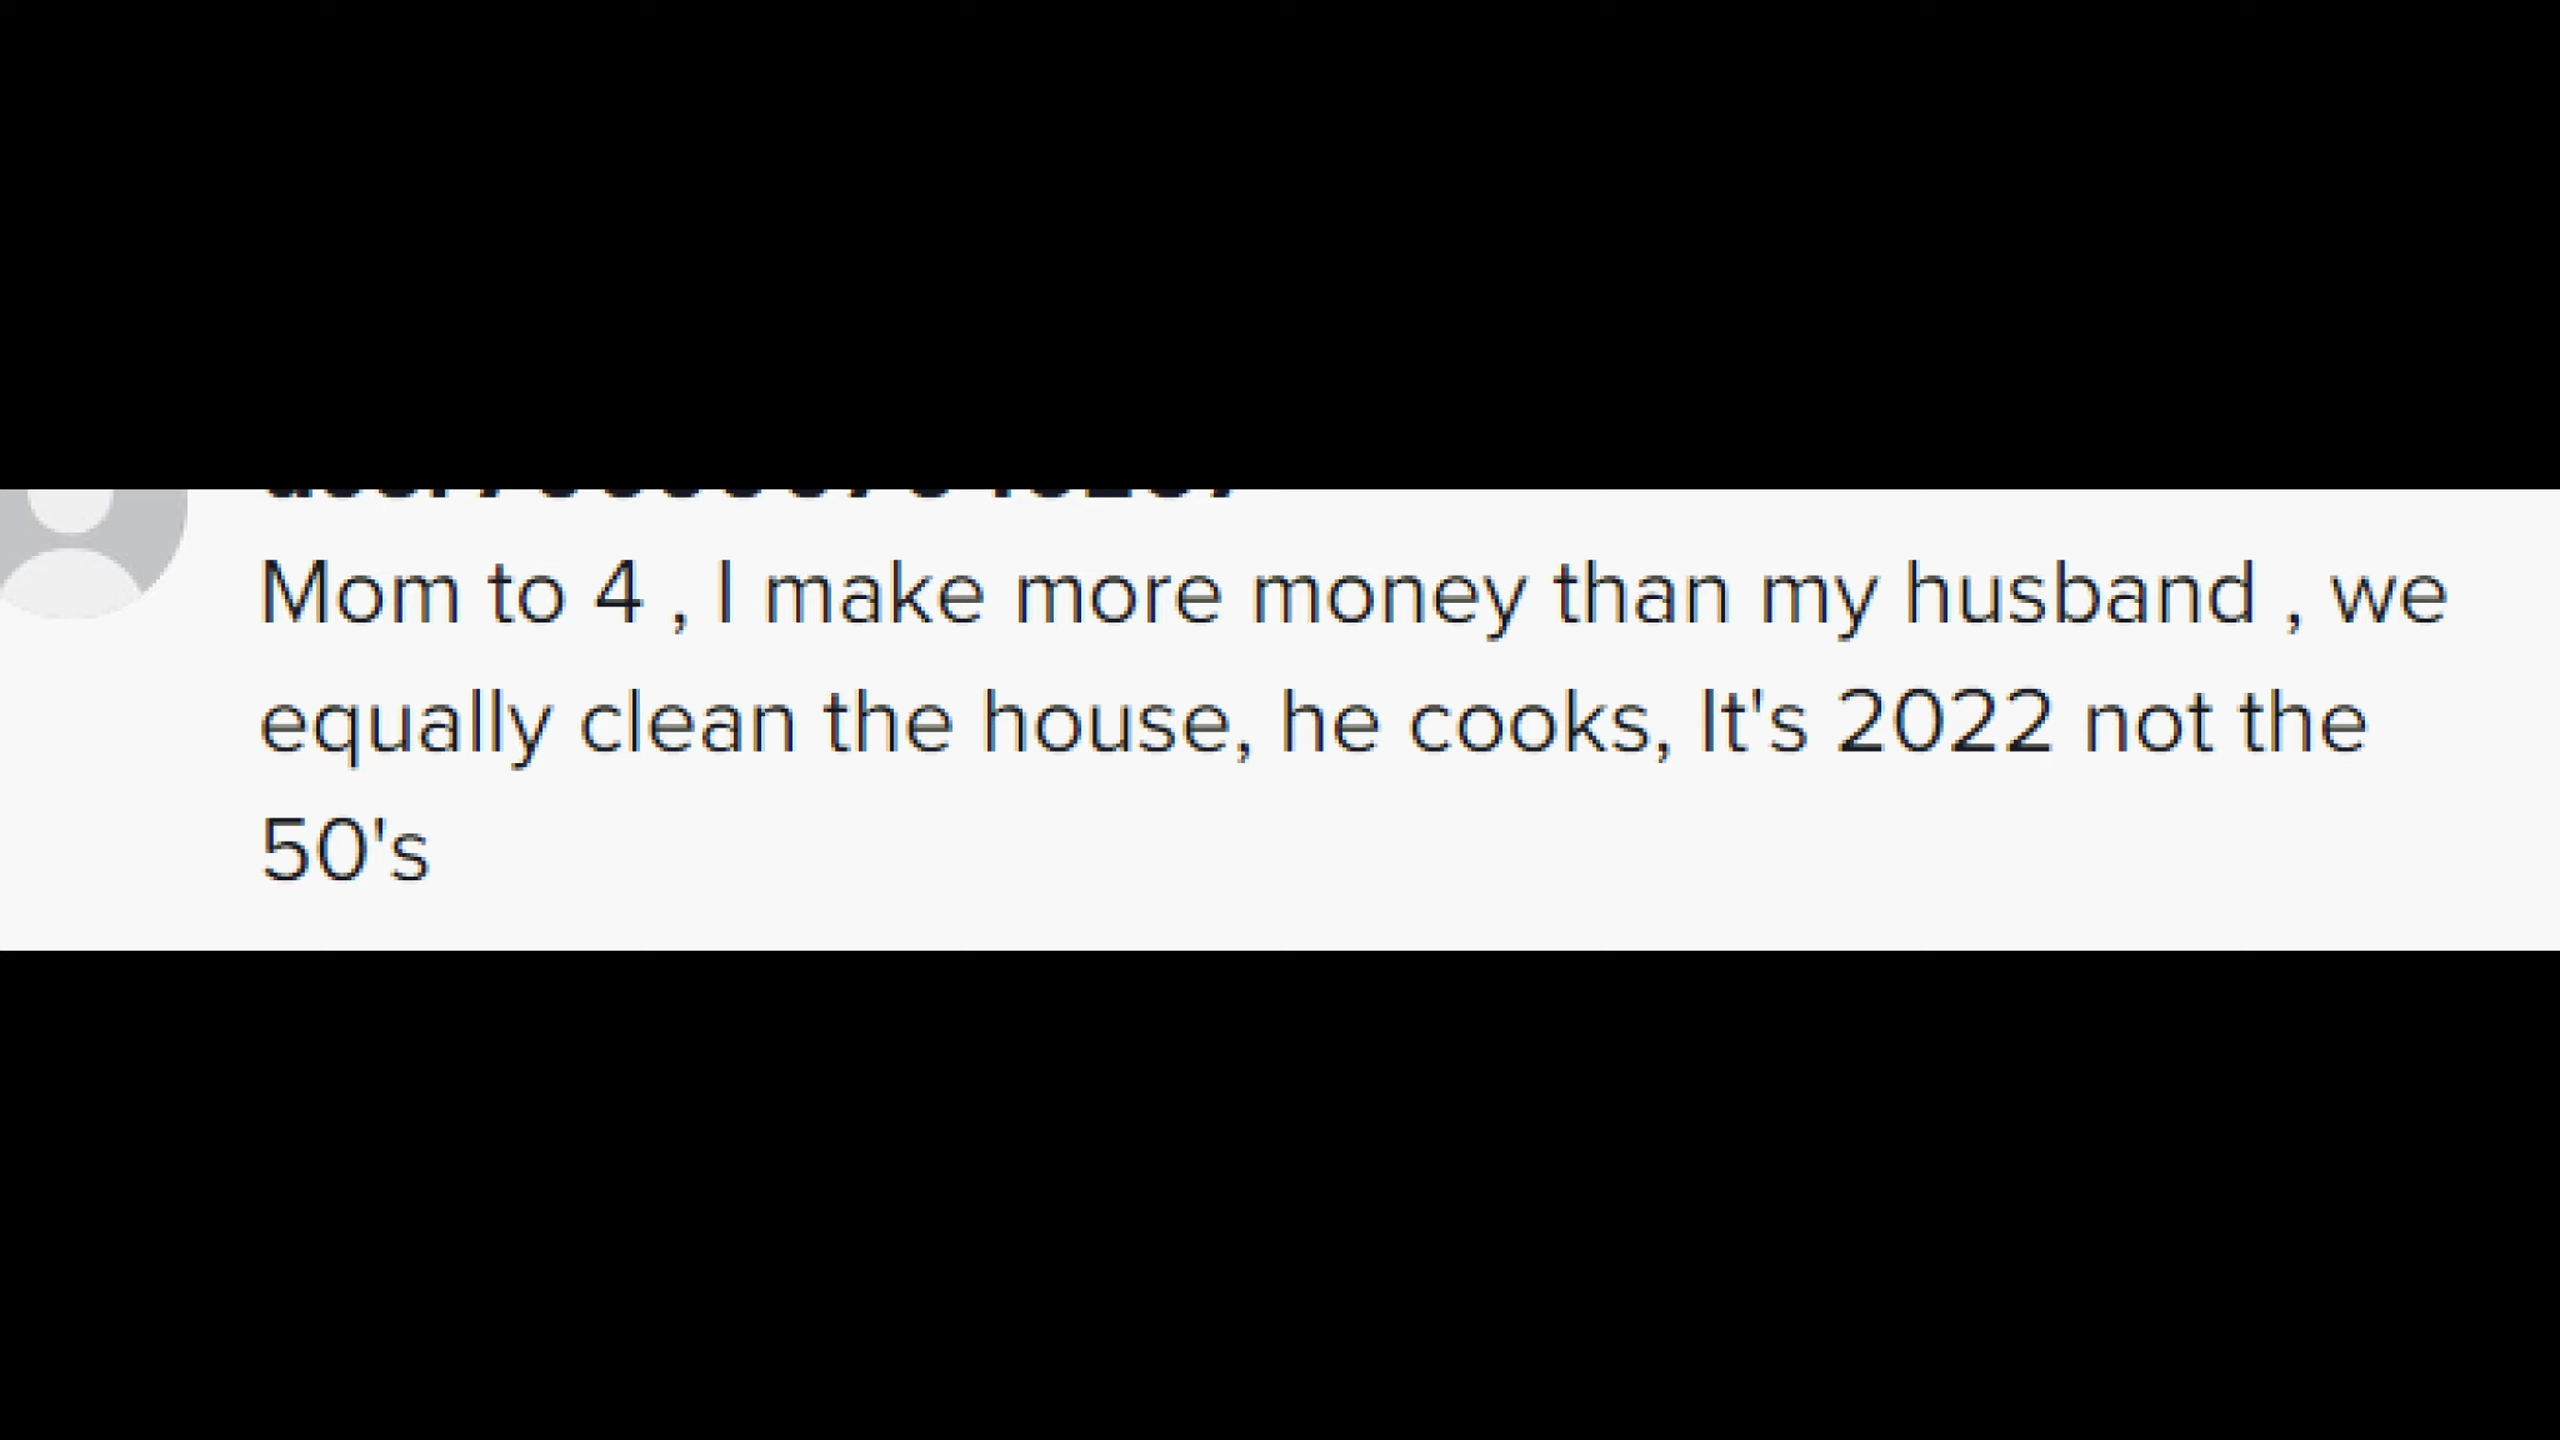 Mom to 4 , I make more money than my husband , we
equally clean the house, he cooks, It's 2022 not the
50's